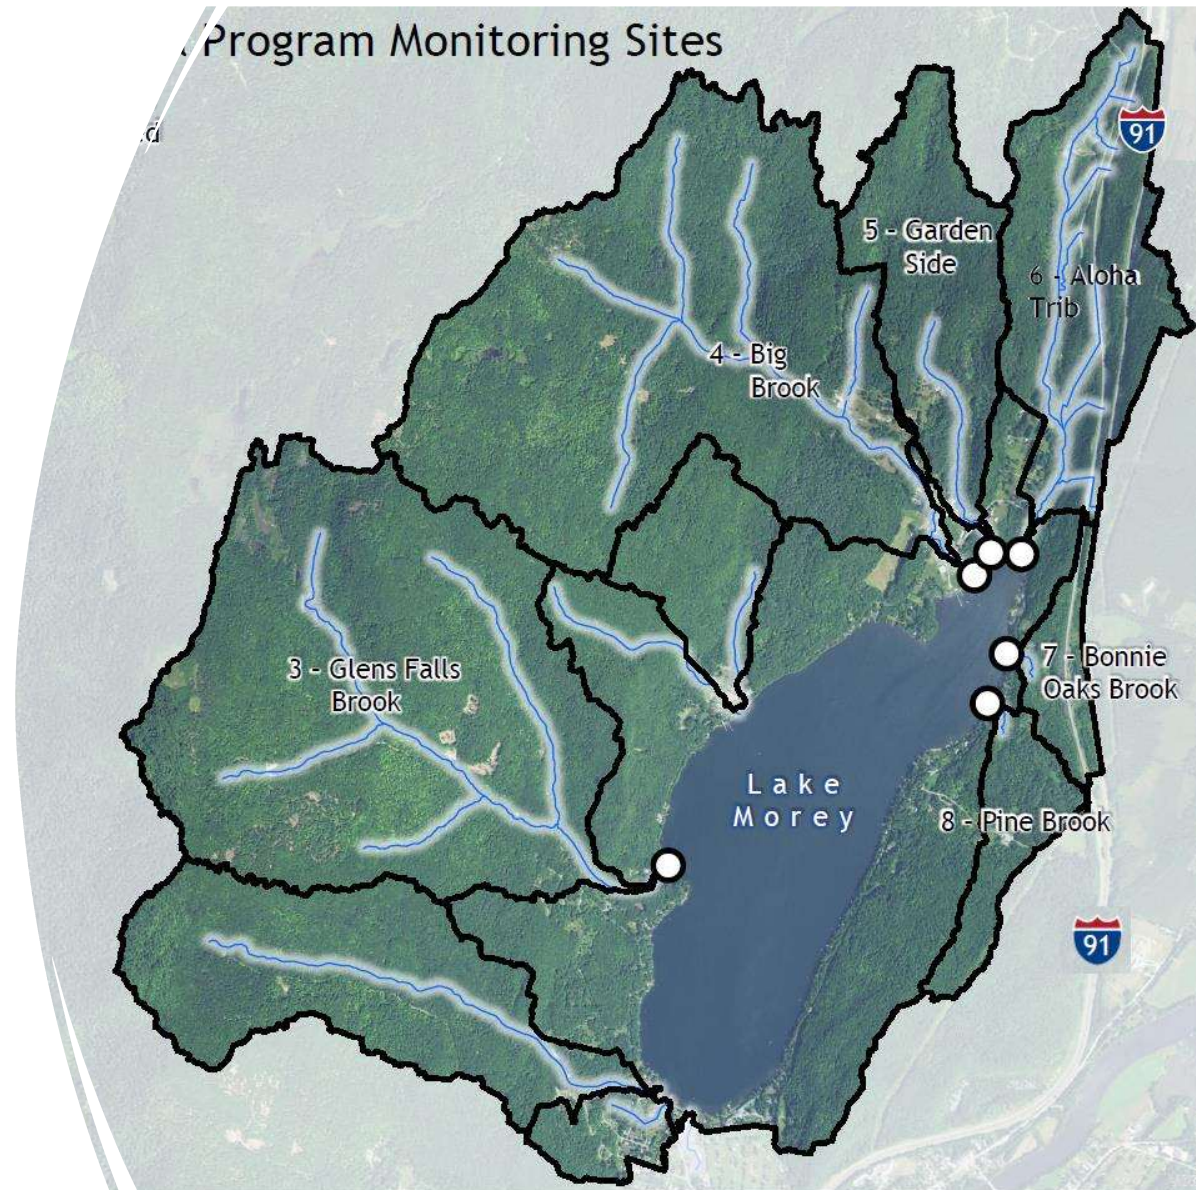 Program Monitoring Sites
91
5 - Garden
Side
6 - Aloha
Trib
4 - Big
Brook
3 - Glens Falls
Brook
7 - Bonnie
Oaks Brook
Lake
Morey
8 - Pine Brook
91